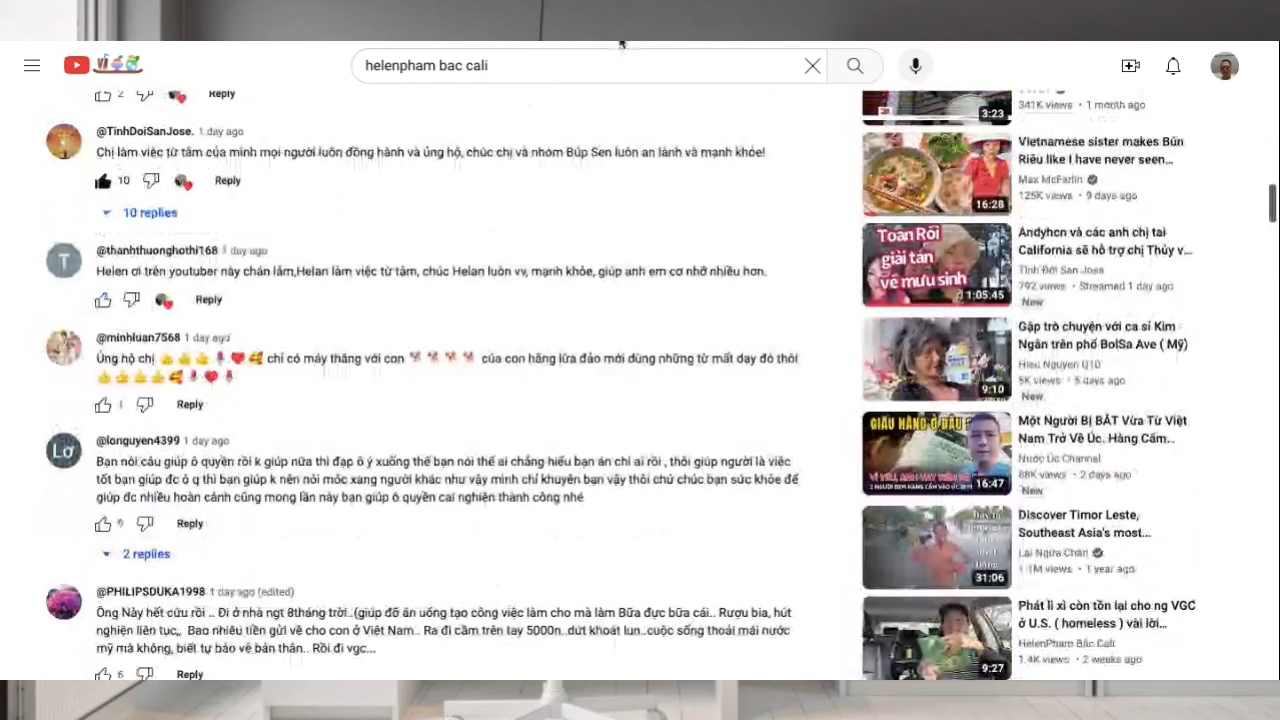 helenpham bac cali
2
Reply
@TinhDoiSanJose. 1 day ago
Chị làm việc từ tâm của mình mọi người luôn đồng hành và ủng hộ, chúc chị và nhóm Búp Sen luôn an lành và mạnh khỏe!
10
Reply
10 replies
T
@thanhthuonghothi168 1 day ago
Helen ơi trên youtuber này chán lắm,Helan làm việc từ tâm, chúc Helan luôn vv, mạnh khỏe, giúp anh em cơ nhỡ nhiều hơn.
Reply
@minhluan7568 1 day ago
Ủng hộ chị chỉ có máy thằng với con của con hãng lừa đảo mới dùng những từ mất dạy đó thôi
1
Reply
Lo
@longuyen4399 1 day ago
Bạn nói câu giúp ô quyền rồi k giúp nữa thì đạp ô ý xuống thế bạn nói thế ai chẳng hiểu bạn án chỉ ai rồi , thôi giúp người là việc
tốt bạn giúp đc ô q thì bạn giúp k nên nói móc xang người khác như vậy mình chỉ khuyên bạn vậy thôi chứ chúc bạn sức khỏe để
giúp đc nhiều hoàn cảnh cũng mong lần này bạn giúp ô quyền cai nghiện thành công nhé
9
Reply
2 replies
@PHILIPSDUKA1998 1 day ago (edited)
Ông Này hết cứu rồi .. Đi ở nhà ngt 8tháng trời..(giúp đỡ ăn uống tạo công việc làm cho mà làm Bữa đực bữa cái.. Rượu bia, hút
nghiện liên tục,, Bao nhiêu tiền gửi về cho con ở Việt Nam.. Ra đi cầm trên tay 5000n..dứt khoát lun..cuộc sống thoải mái nước
mỹ mà không, biết tự bảo vệ bản thân.. Rồi đi vgc...
6
Reply
3:23
341K views • 1 month ago
16:28
Vietnamese sister makes Bún
Riêu like I have never seen...
Max McFarlin
125K views • 9 days ago
Toan Rối
giải tán
về mưu sinh
1:05:45
Andyhcn và các anh chị tại
California sẽ hỗ trợ chị Thủy v...
Tình Đời San Jose
792 views • Streamed 1 day ago
New
9:10
Gặp trò chuyện với ca sĩ Kim
Ngân trên phố BolSa Ave ( Mỹ)
Hieu Nguyen Q10
5K views • 5 days ago
New
GIẤU HÀNG Ở ĐÂU ?
16:47
Một Người Bị BẮT Vừa Từ Việt
Nam Trở Về Úc. Hàng Cấm...
Nước Úc Channel
88K views • 2 days ago
New
31:06
Discover Timor Leste,
Southeast Asia's most...
Lại Ngứa Chân
1.1M views • 1 year ago
9:27
Phát lì xì còn tồn lại cho ng VGC
ở U.S. ( homeless ) vài lời...
HelenPham Bắc Cali
1.4K views • 2 weeks ago